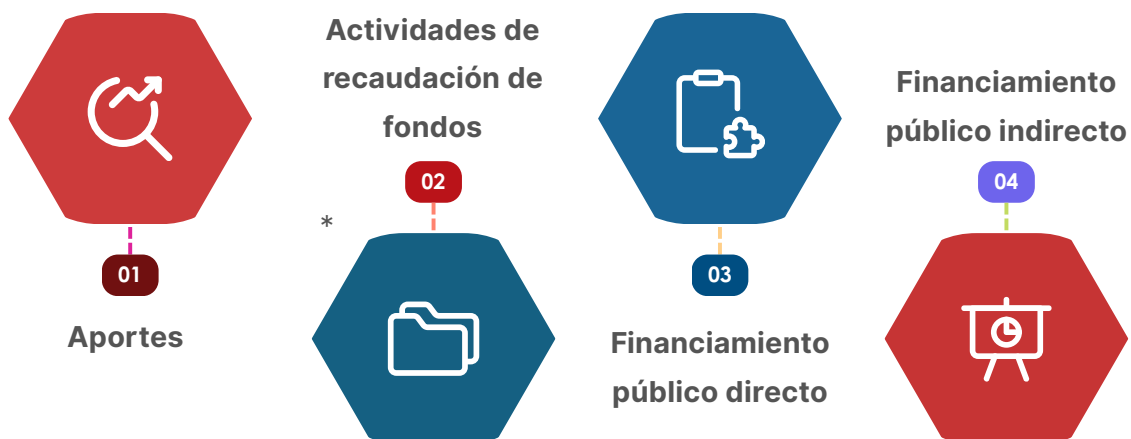 01
Aportes
Actividades de
recaudación de
fondos
02
*
03
Financiamiento
público directo
Financiamiento
público indirecto
04